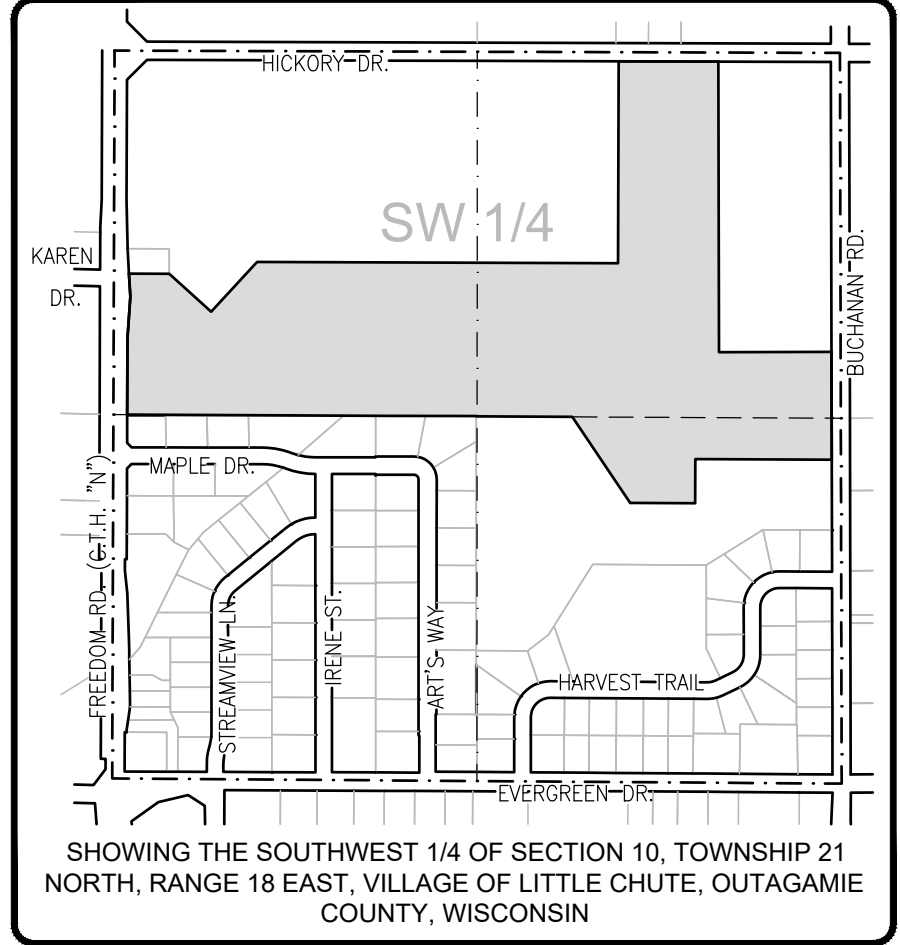 HICKORY DR.
SW 1/4
KAREN
DR.
BUCHANAN RD.
MAPLE DR.
FREEDOM RD. (C.T.H. "N")
STREAMVIEW LN.
IRENE ST.
ART'S WAY
HARVEST TRAIL
EVERGREEN DR.
SHOWING THE SOUTHWEST 1/4 OF SECTION 10, TOWNSHIP 21
NORTH, RANGE 18 EAST, VILLAGE OF LITTLE CHUTE, OUTAGAMIE
COUNTY, WISCONSIN